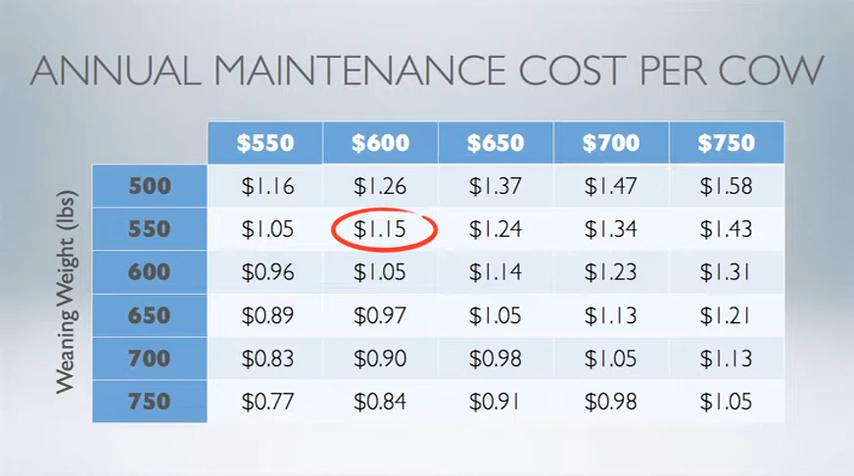 ANNUAL MAINTENANCE COST PER COW
$550 $600 $650 $700 $750
Weaning Weight (lbs)
500 $1.16 $1.26 $1.37 $1.47 $1.58
550 $1.05 $1.15 $1.24 $1.34 $1.43
600 $0.96 $1.05 $1.14 $1.23 $1.31
650 $0.89 $0.97 $1.05 $1.13 $1.21
700 $0.83 $0.90 $0.98 $1.05 $1.13
750 $0.77 $0.84 $0.91 $0.98 $1.05